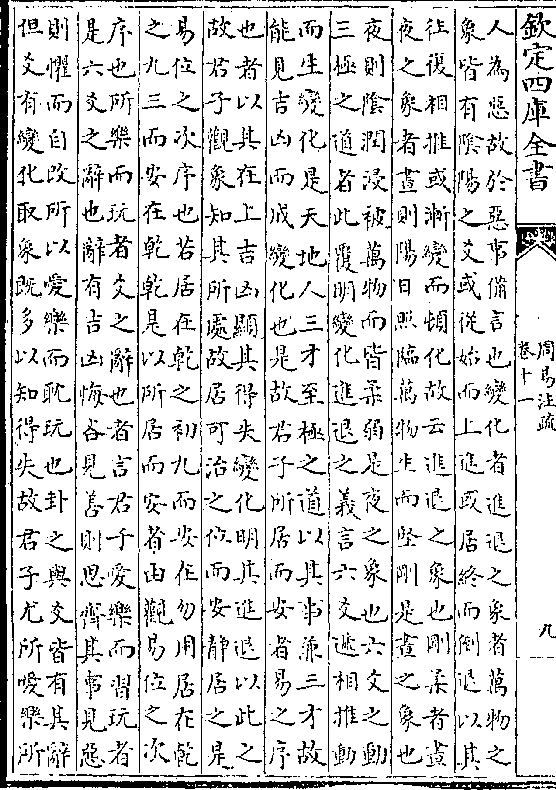 欽定四庫全書
周易注疏
卷十一
九
人為惡故於惡事備言也變化者進退之象者萬物之
象皆有陰陽之爻或從始而上進或居終而倒退以其
往復相推或漸變而頓化故云進退之象也剛柔者晝
夜之象者晝則陽日照臨萬物生而堅剛是晝之象也
夜則陰潤浸被萬物而皆柔弱是夜之象也六爻之動
三極之道者此覆明變化進退之義言六爻遞相推動
而生變化是天地人三才至極之道以其事兼三才故
能見吉凶而成變化也是故君子所居而安者易之序
也者以其在上吉凶顯其得失變化明其進退以此之
故君子觀象知其所處故居可治之位而安靜居之是
易位之次序也若居在乾之初九而安在勿用居在乾
之九三而安在乾乾是以所居而安者由觀易位之次
序也所樂而玩者爻之辭也者言君子愛樂而習玩者
是六爻之辭也辭有吉凶悔吝見善則思齊其事見惡
則懼而自改所以愛樂而耽玩也卦之與爻皆有其辭
但爻有變化取象既多以知得失故君子尤所愛樂所